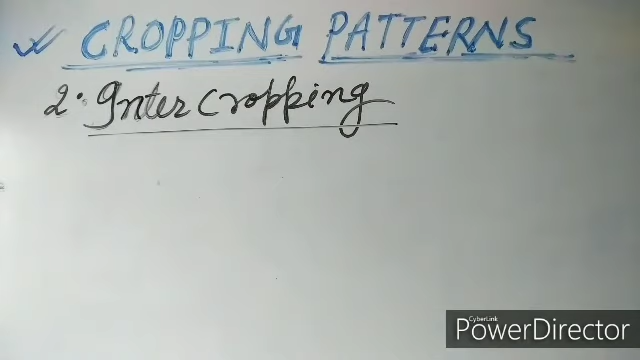 CROPPING PATTERNS
2. Inter Cropping
CyberLink
PowerDirector